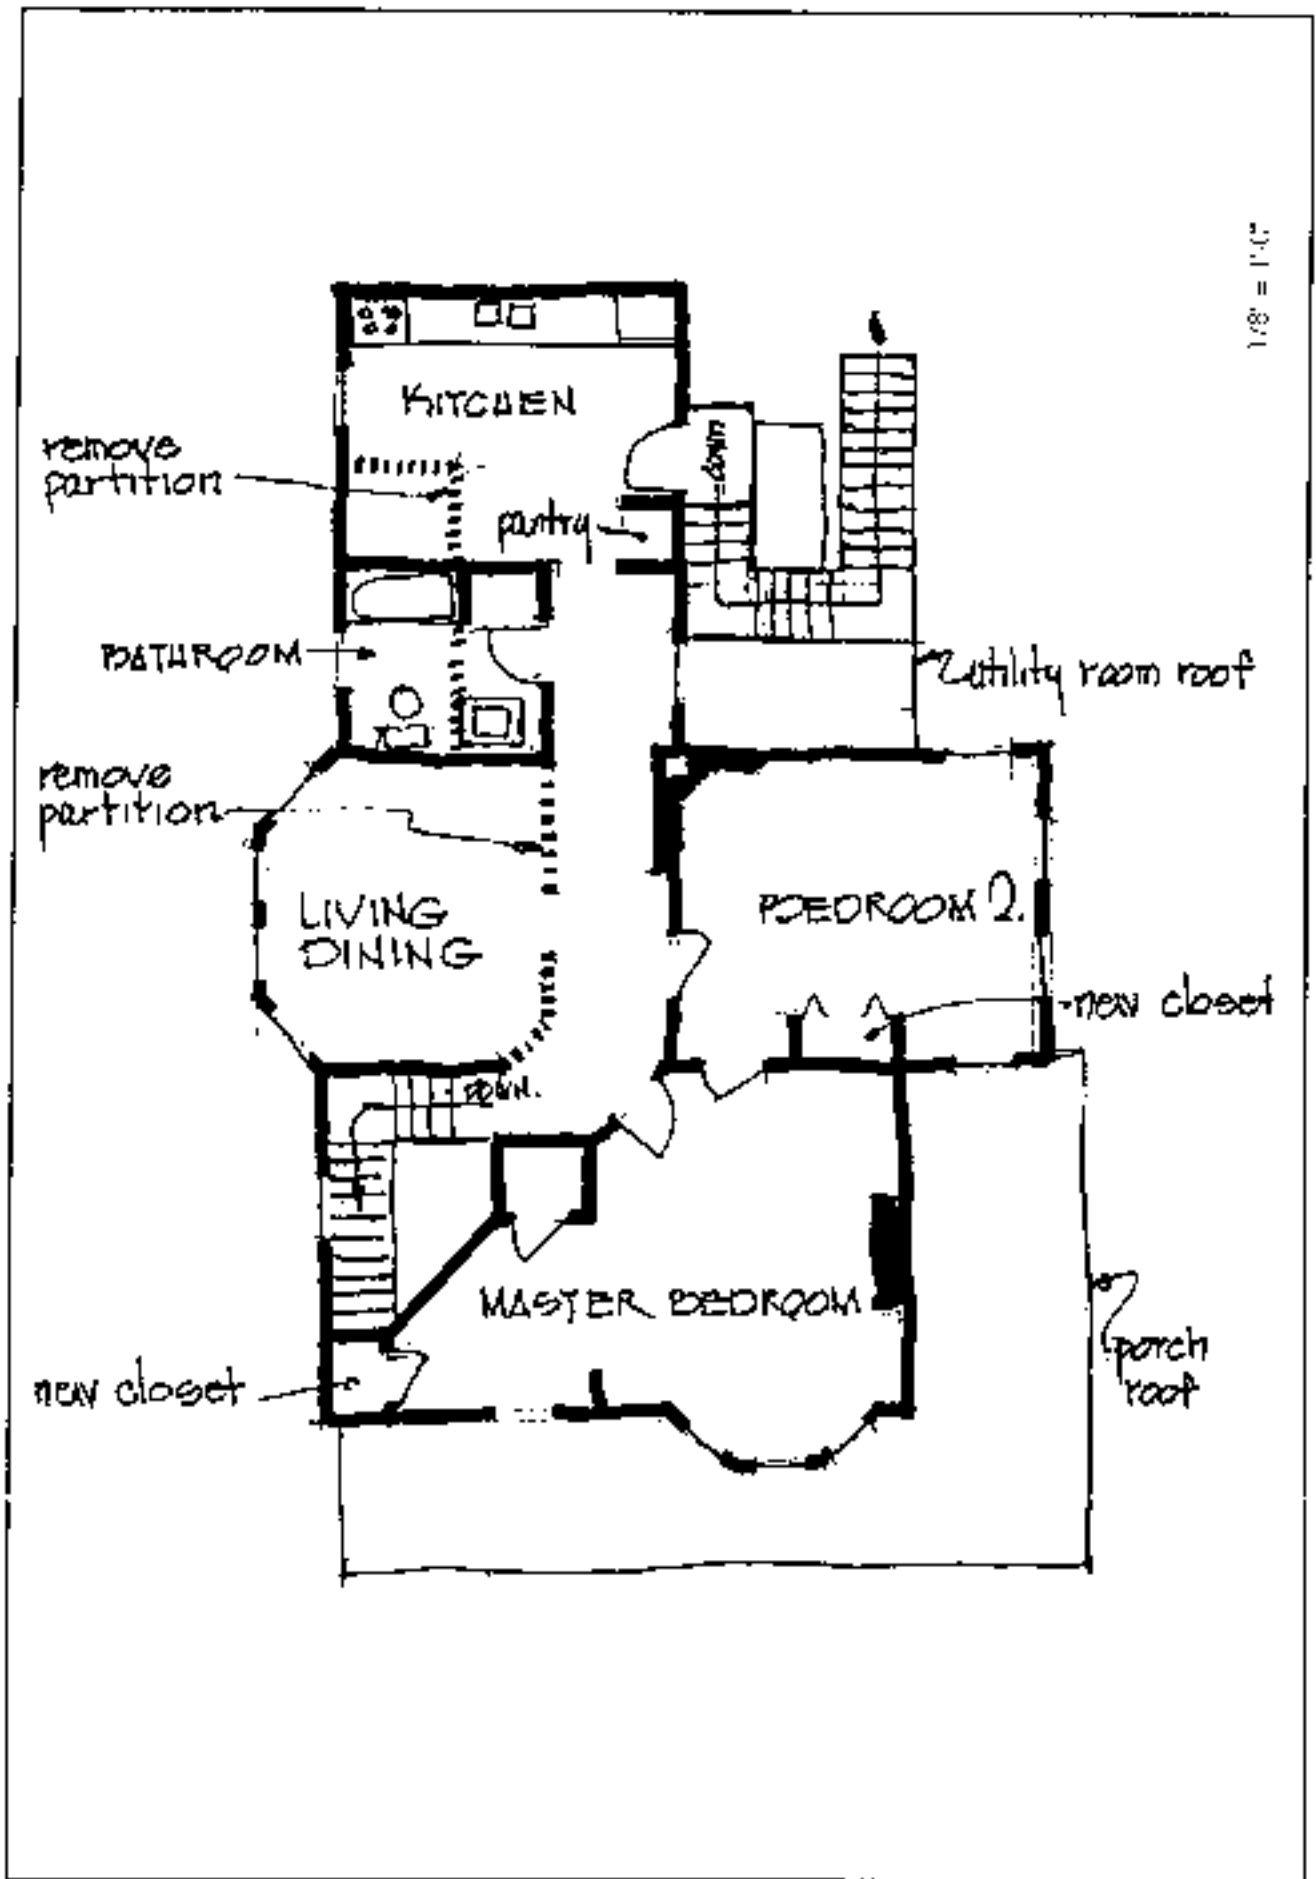 1/8" = 1'-0"
KITCHEN
remove
partition
down
pantry
BATHROOM
utility room roof
remove
partition
LIVING
DINING
BEDROOM 2.
new closet
DOWN.
MASTER BEDROOM
new closet
porch
roof